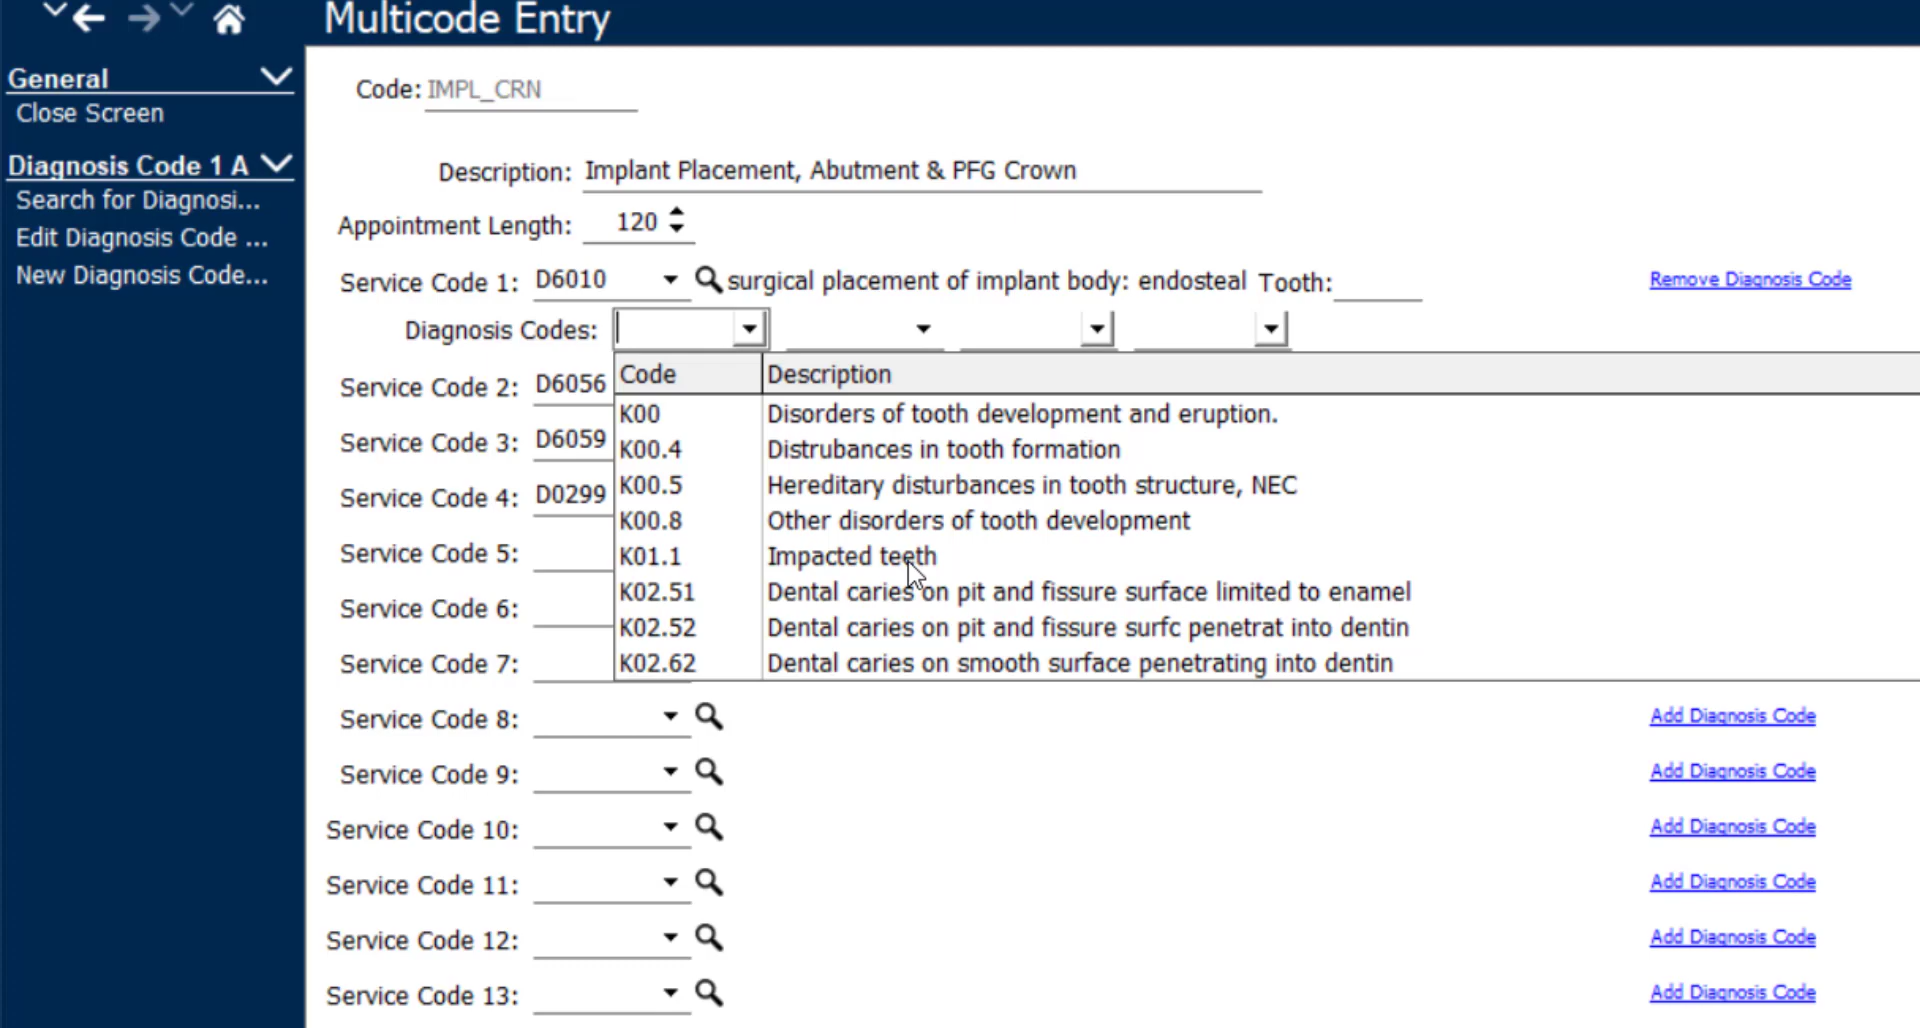 Multicode Entry
General
Close Screen
Diagnosis Code 1 A
Search for Diagnosi...
Edit Diagnosis Code ...
New Diagnosis Code...
Code: IMPL_CRN
Description: Implant Placement, Abutment & PFG Crown
Appointment Length: 120
Service Code 1: D6010 surgical placement of implant body: endosteal Tooth: Remove Diagnosis Code
Diagnosis Codes:
Code Description
K00 Disorders of tooth development and eruption.
K00.4 Distrubances in tooth formation
K00.5 Hereditary disturbances in tooth structure, NEC
K00.8 Other disorders of tooth development
K01.1 Impacted teeth
K02.51 Dental caries on pit and fissure surface limited to enamel
K02.52 Dental caries on pit and fissure surfc penetrat into dentin
K02.62 Dental caries on smooth surface penetrating into dentin
Service Code 2: D6056
Service Code 3: D6059
Service Code 4: D0299
Service Code 5:
Service Code 6:
Service Code 7:
Service Code 8: Add Diagnosis Code
Service Code 9: Add Diagnosis Code
Service Code 10: Add Diagnosis Code
Service Code 11: Add Diagnosis Code
Service Code 12: Add Diagnosis Code
Service Code 13: Add Diagnosis Code